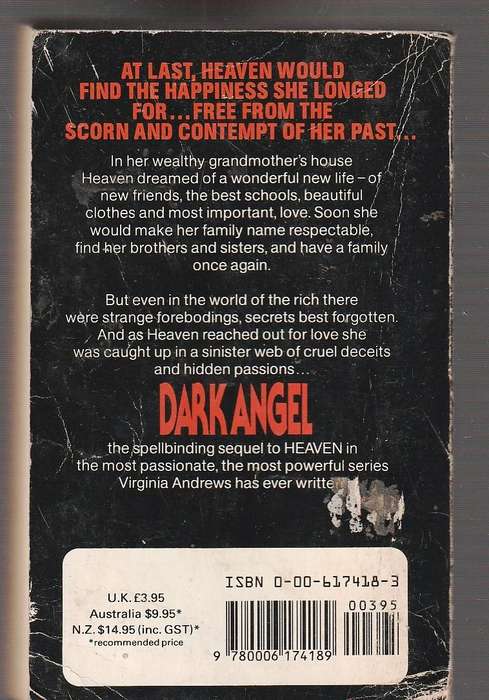 AT LAST, HEAVEN WOULD
FIND THE HAPPINESS SHE LONGED
FOR...FREE FROM THE
SCORN AND CONTEMPT OF HER PAST...
In her wealthy grandmother's house
Heaven dreamed of a wonderful new life – of
new friends, the best schools, beautiful
clothes and most important, love. Soon she
would make her family name respectable,
find her brothers and sisters, and have a family
once again.
But even in the world of the rich there
were strange forebodings, secrets best forgotten.
And as Heaven reached out for love she
was caught up in a sinister web of cruel deceits
and hidden passions...
DARK ANGEL
the spellbinding sequel to HEAVEN in
the most passionate, the most powerful series
Virginia Andrews has ever writte
ISBN 0-00-617418-3
U.K. £3.95
Australia $9.95*
N.Z. $14.95 (inc. GST)*
*recommended price
00395
9 780006 174189